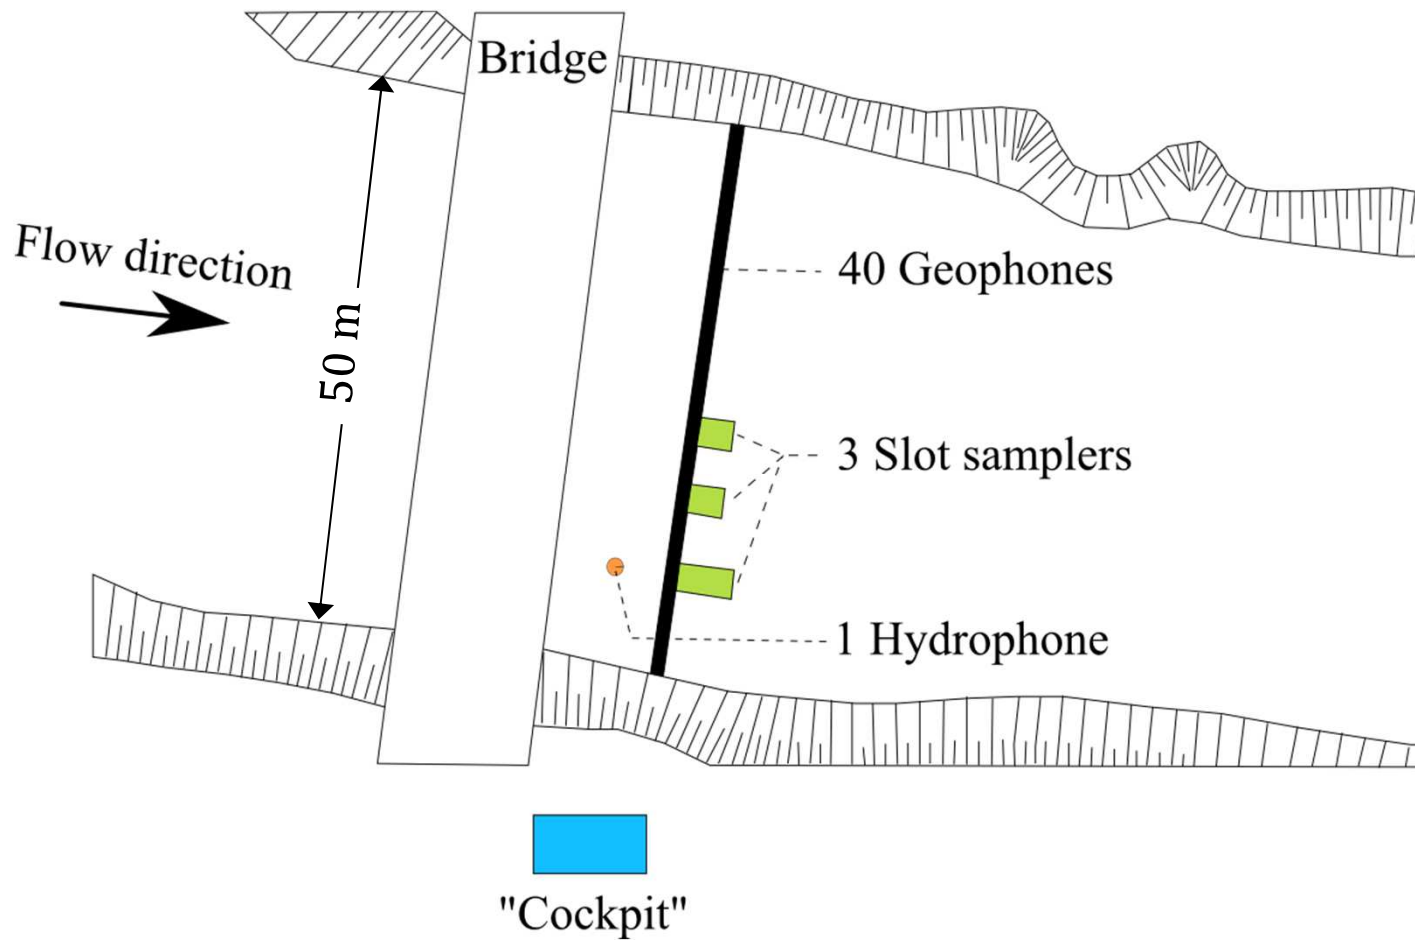 Bridge
Flow direction
50 m
40 Geophones
3 Slot samplers
1 Hydrophone
"Cockpit"